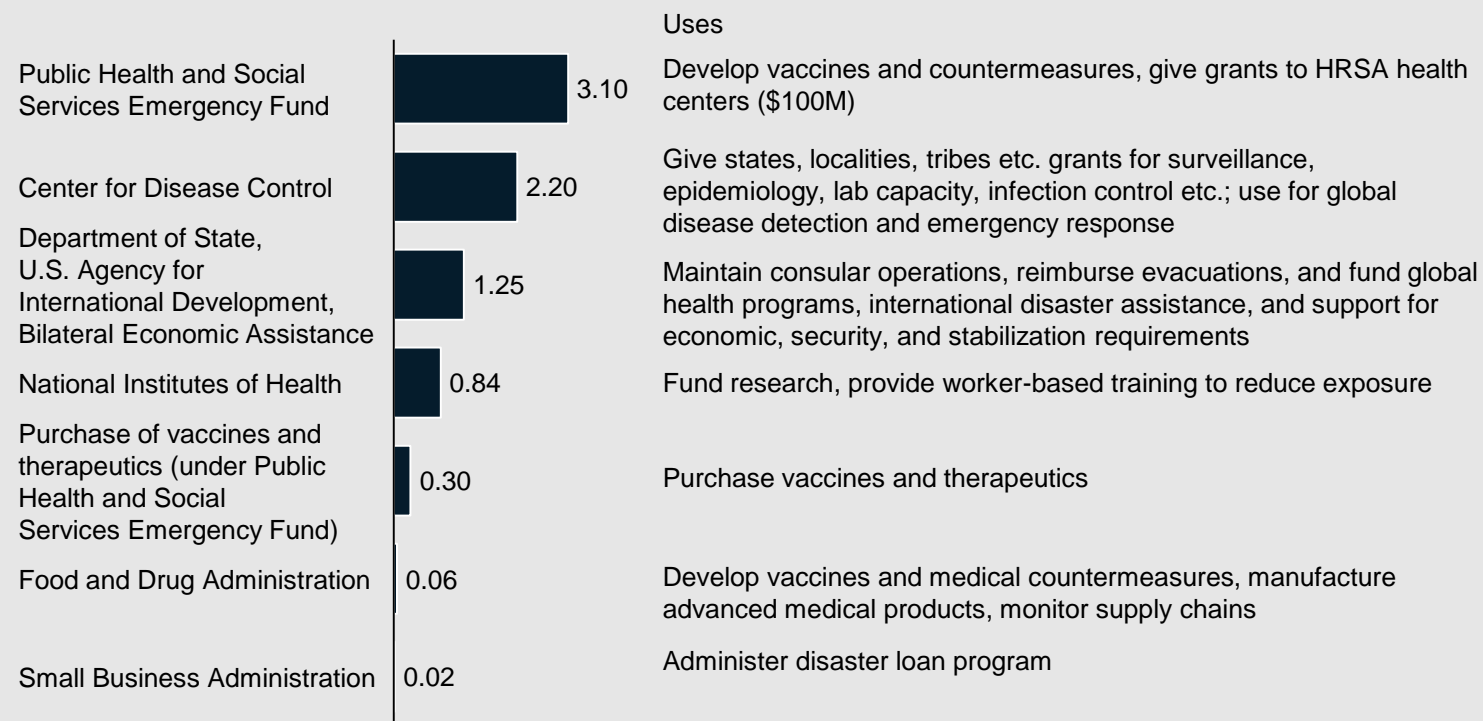 Uses
Public Health and Social
Services Emergency Fund
3.10
Develop vaccines and countermeasures, give grants to HRSA health
centers ($100M)
Center for Disease Control
2.20
Give states, localities, tribes etc. grants for surveillance,
epidemiology, lab capacity, infection control etc.; use for global
disease detection and emergency response
Department of State,
U.S. Agency for
International Development,
Bilateral Economic Assistance
1.25
Maintain consular operations, reimburse evacuations, and fund global
health programs, international disaster assistance, and support for
economic, security, and stabilization requirements
National Institutes of Health
0.84
Fund research, provide worker-based training to reduce exposure
Purchase of vaccines and
therapeutics (under Public
Health and Social
Services Emergency Fund)
0.30
Purchase vaccines and therapeutics
Food and Drug Administration
0.06
Develop vaccines and medical countermeasures, manufacture
advanced medical products, monitor supply chains
Small Business Administration
0.02
Administer disaster loan program